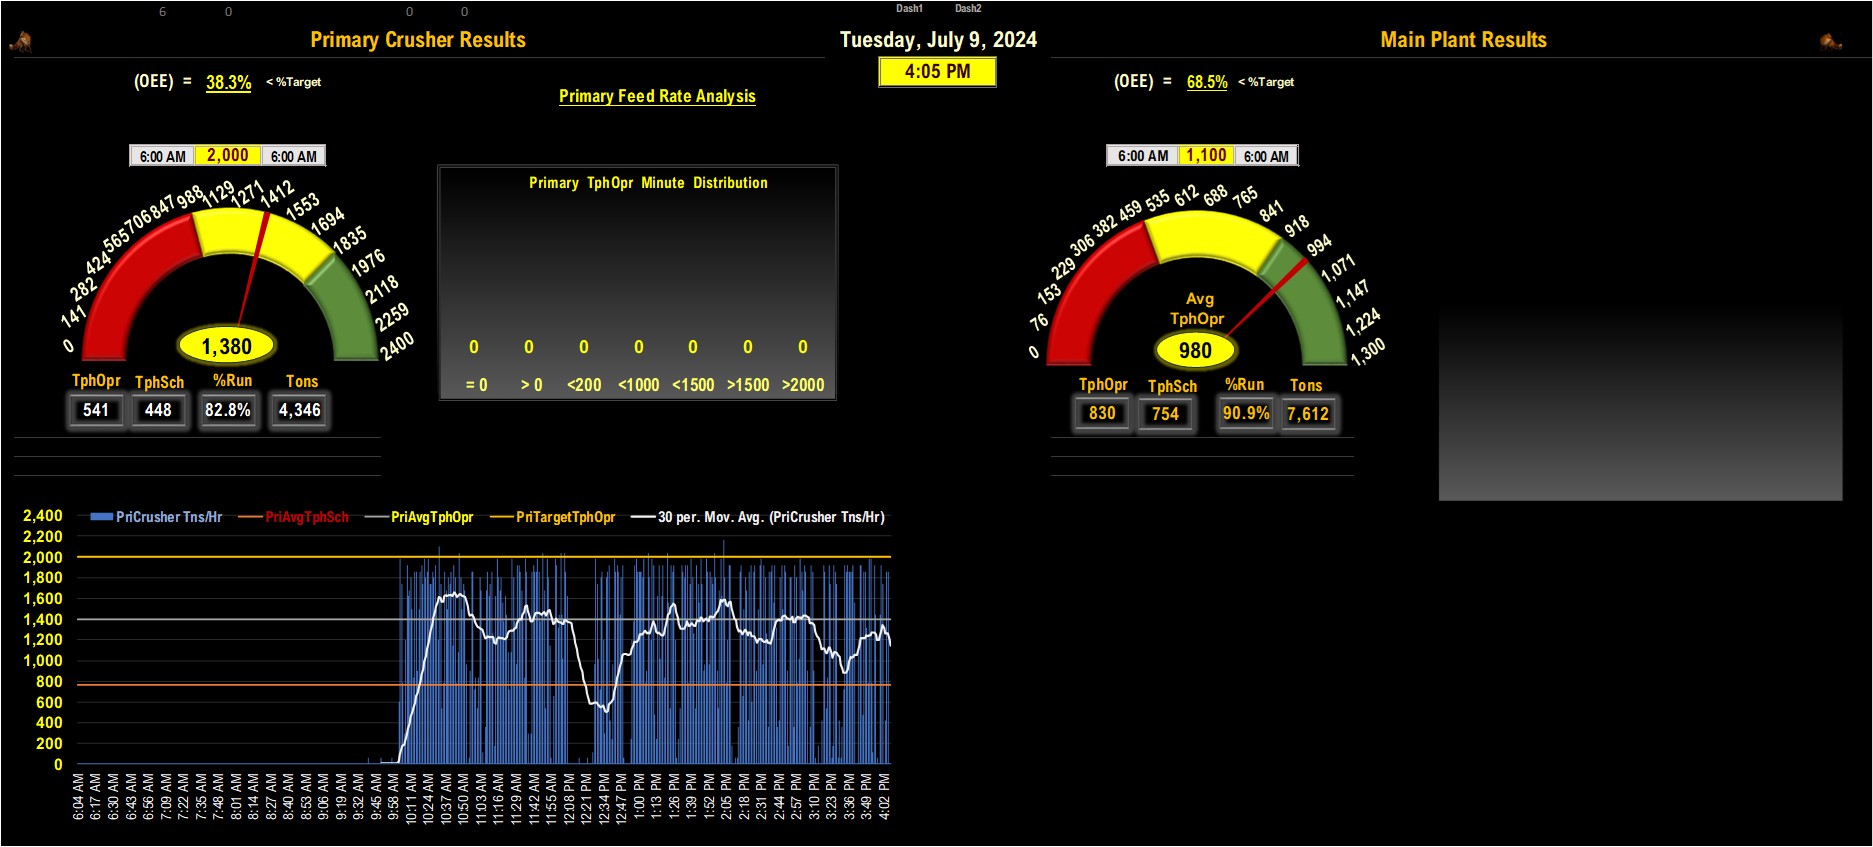 6 0 0 0 Dash1 Dash2
Primary Crusher Results
Tuesday, July 9, 2024
Main Plant Results
4:05 PM
(OEE) = 38.3% < %Target
Primary Feed Rate Analysis
(OEE) = 68.5% < %Target
6:00 AM 2,000 6:00 AM
0 141 282 424 565 706 847 988 1129 1271 1412 1553 1694 1835 1976 2118 2259 2400
1,380
TphOpr TphSch %Run Tons
541 448 82.8% 4,346
Primary TphOpr Minute Distribution
0 0 0 0 0 0 0
= 0 > 0 <200 <1000 <1500 >1500 >2000
6:00 AM 1,100 6:00 AM
0 76 153 229 306 382 459 535 612 688 765 841 918 994 1,071 1,147 1,224 1,300
Avg
TphOpr
980
TphOpr TphSch %Run Tons
830 754 90.9% 7,612
PriCrusher Tns/Hr PriAvgTphSch PriAvgTphOpr PriTargetTphOpr 30 per. Mov. Avg. (PriCrusher Tns/Hr)
2,400
2,200
2,000
1,800
1,600
1,400
1,200
1,000
800
600
400
200
0
6:04 AM
6:17 AM
6:30 AM
6:43 AM
6:56 AM
7:09 AM
7:22 AM
7:35 AM
7:48 AM
8:01 AM
8:14 AM
8:27 AM
8:40 AM
8:53 AM
9:06 AM
9:19 AM
9:32 AM
9:45 AM
9:58 AM
10:11 AM
10:24 AM
10:37 AM
10:50 AM
11:03 AM
11:16 AM
11:29 AM
11:42 AM
11:55 AM
12:08 PM
12:21 PM
12:34 PM
12:47 PM
1:00 PM
1:13 PM
1:26 PM
1:39 PM
1:52 PM
2:05 PM
2:18 PM
2:31 PM
2:44 PM
2:57 PM
3:10 PM
3:23 PM
3:36 PM
3:49 PM
4:02 PM